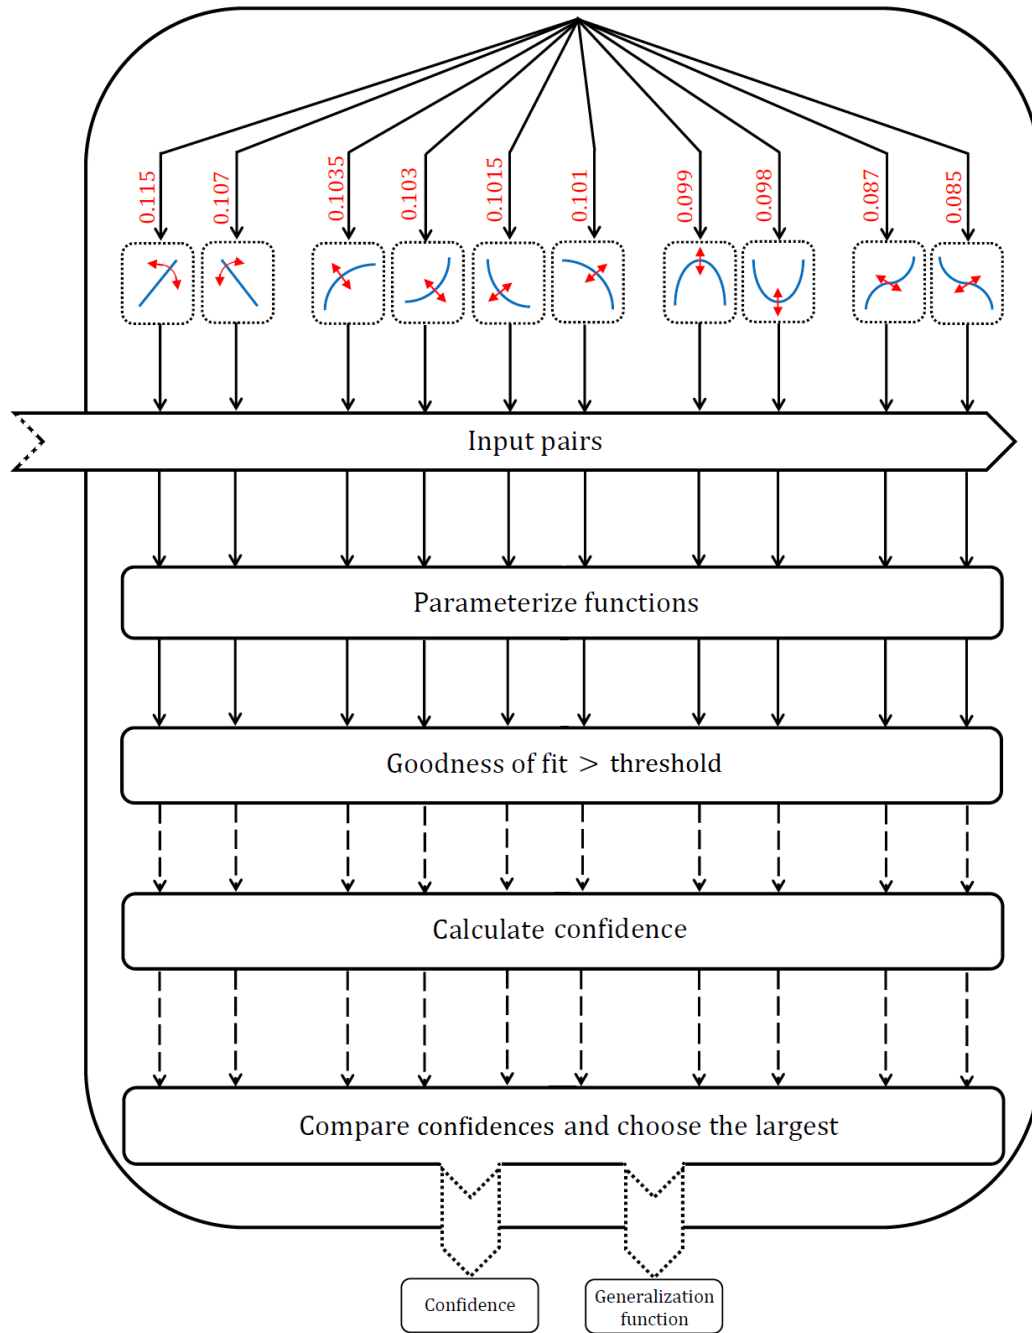 0.115
0.107
0.1035
0.103
0.1015
0.101
0.099
0.098
0.087
0.085
Input pairs
Parameterize functions
Goodness of fit > threshold
Calculate confidence
Compare confidences and choose the largest
Confidence
Generalization
function